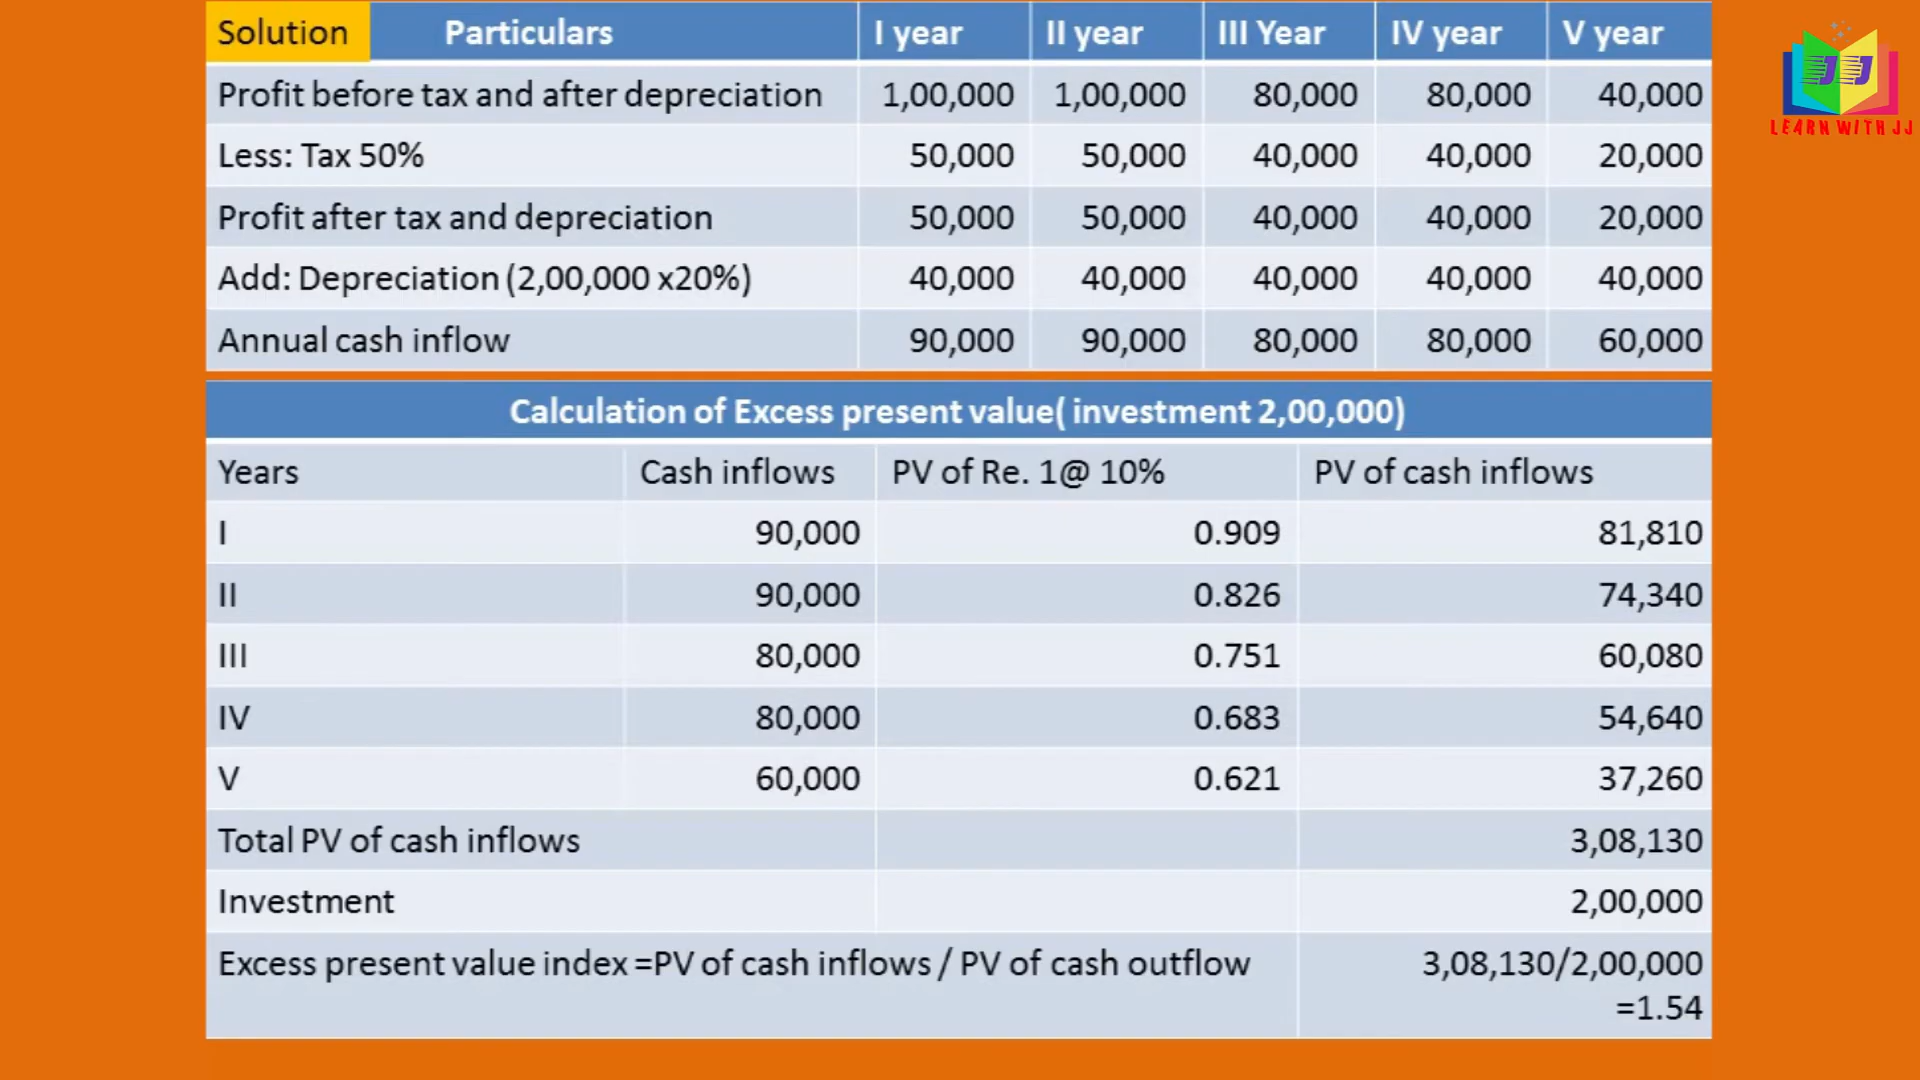 Solution Particulars I year II year III Year IV year V year
Profit before tax and after depreciation 1,00,000 1,00,000 80,000 80,000 40,000
Less: Tax 50% 50,000 50,000 40,000 40,000 20,000
Profit after tax and depreciation 50,000 50,000 40,000 40,000 20,000
Add: Depreciation (2,00,000 x20%) 40,000 40,000 40,000 40,000 40,000
Annual cash inflow 90,000 90,000 80,000 80,000 60,000
Calculation of Excess present value( investment 2,00,000)
Years Cash inflows PV of Re. 1@ 10% PV of cash inflows
I 90,000 0.909 81,810
II 90,000 0.826 74,340
III 80,000 0.751 60,080
IV 80,000 0.683 54,640
V 60,000 0.621 37,260
Total PV of cash inflows 3,08,130
Investment 2,00,000
Excess present value index =PV of cash inflows / PV of cash outflow 3,08,130/2,00,000
=1.54
JJ
LEARN WITH JJ